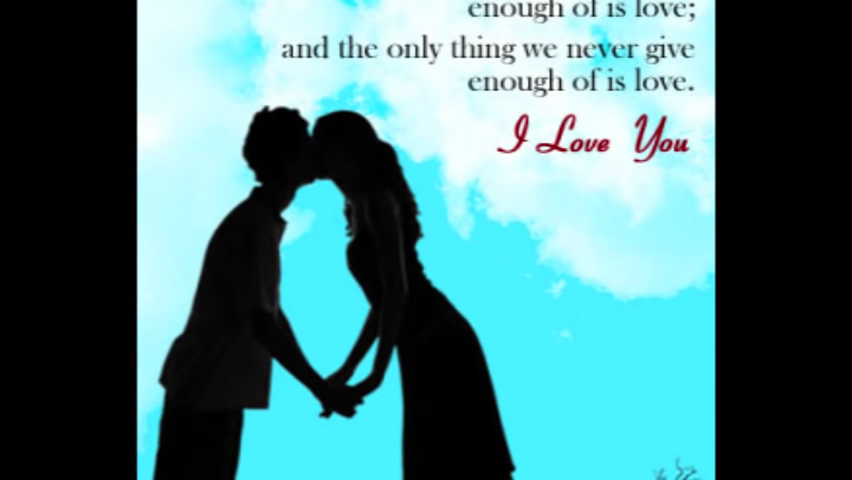 enough of is love;
and the only thing we never give
enough of is love.
I Love You